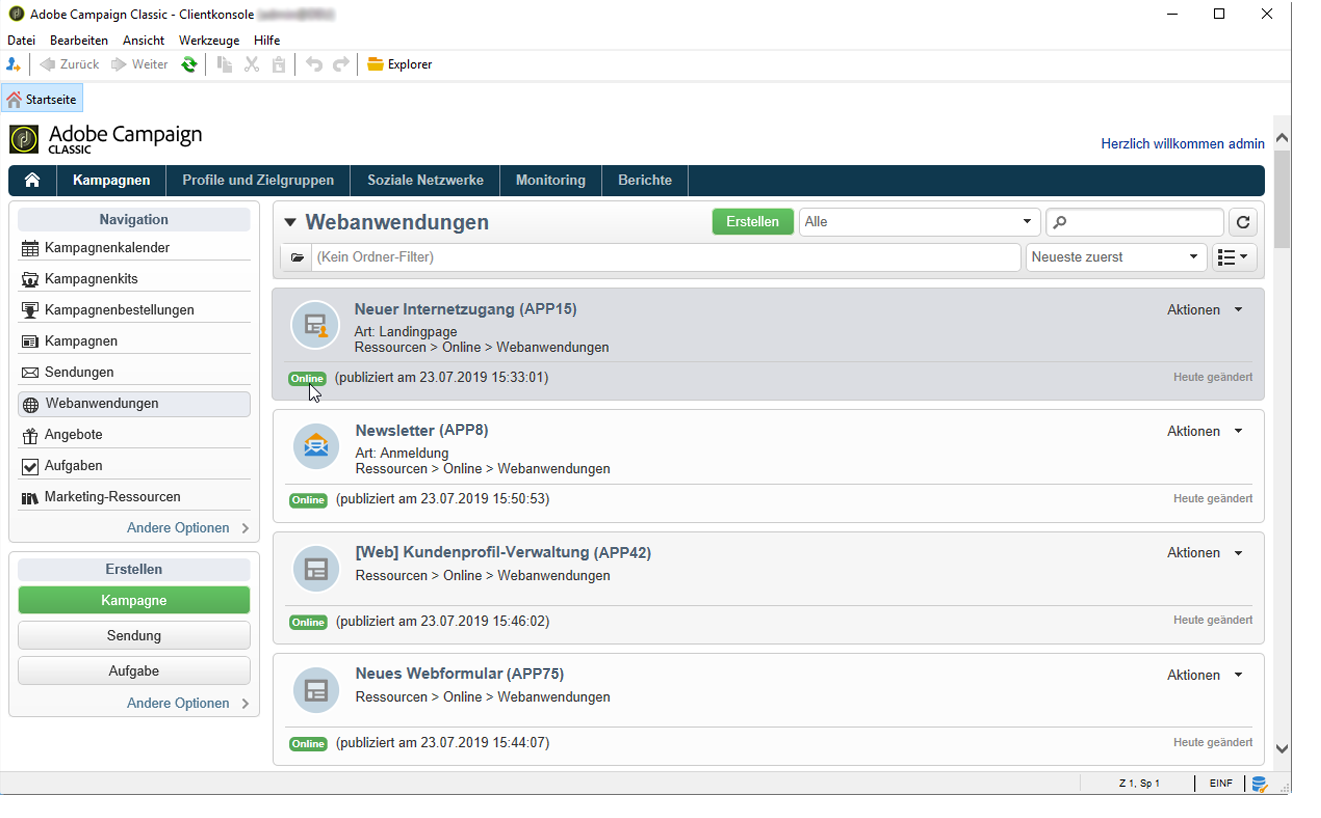 Adobe Campaign Classic - Clientkonsole
Datei Bearbeiten Ansicht Werkzeuge Hilfe
Zurück Weiter Explorer
Startseite
Adobe Campaign
CLASSIC
Herzlich willkommen admin
Kampagnen Profile und Zielgruppen Soziale Netzwerke Monitoring Berichte
Navigation
Kampagnenkalender
Kampagnenkits
Kampagnenbestellungen
Kampagnen
Sendungen
Webanwendungen
Angebote
Aufgaben
Marketing-Ressourcen
Andere Optionen
Erstellen
Kampagne
Sendung
Aufgabe
Andere Optionen
Webanwendungen Erstellen Alle
(Kein Ordner-Filter) Neueste zuerst
Neuer Internetzugang (APP15) Aktionen
Art: Landingpage
Ressourcen > Online > Webanwendungen
Online (publiziert am 23.07.2019 15:33:01) Heute geändert
Newsletter (APP8) Aktionen
Art: Anmeldung
Ressourcen > Online > Webanwendungen
Online (publiziert am 23.07.2019 15:50:53) Heute geändert
[Web] Kundenprofil-Verwaltung (APP42) Aktionen
Ressourcen > Online > Webanwendungen
Online (publiziert am 23.07.2019 15:46:02) Heute geändert
Neues Webformular (APP75) Aktionen
Ressourcen > Online > Webanwendungen
Online (publiziert am 23.07.2019 15:44:07) Heute geändert
Z 1, Sp 1 EINF